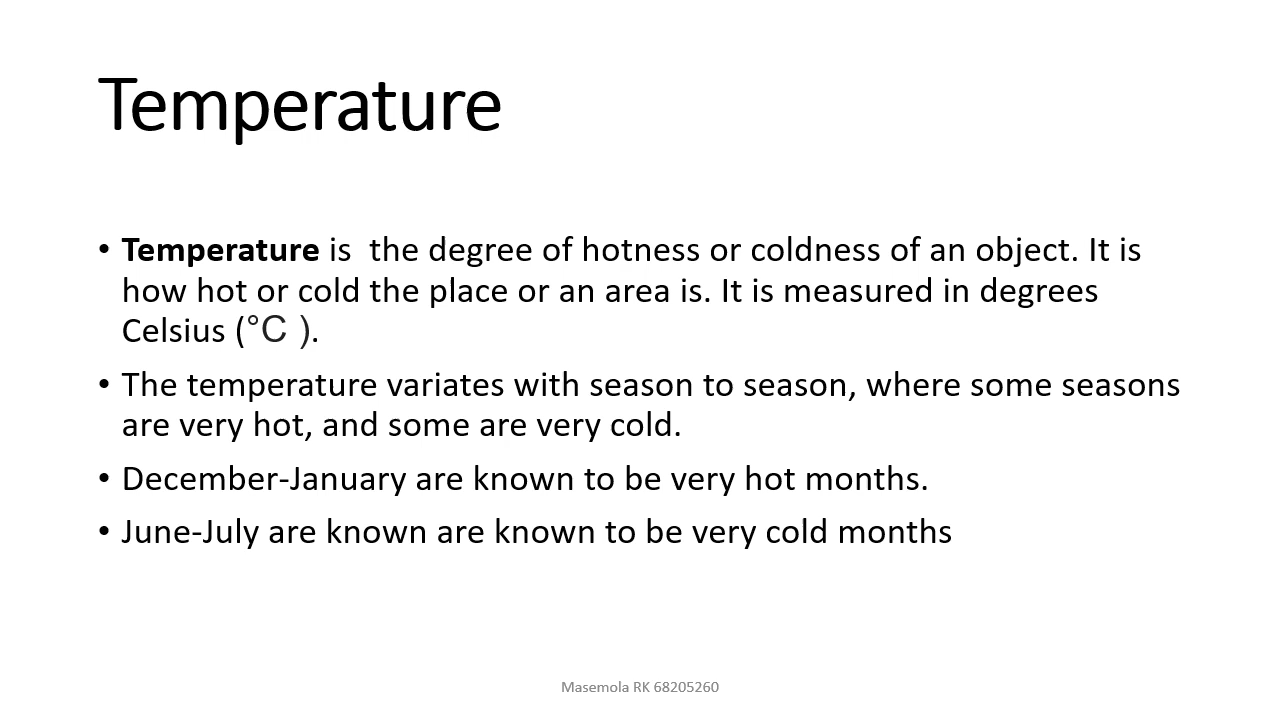 Temperature
• Temperature is  the degree of hotness or coldness of an object. It is
how hot or cold the place or an area is. It is measured in degrees
Celsius (°C ).
• The temperature variates with season to season, where some seasons
are very hot, and some are very cold.
• December-January are known to be very hot months.
• June-July are known are known to be very cold months
Masemola RK 68205260